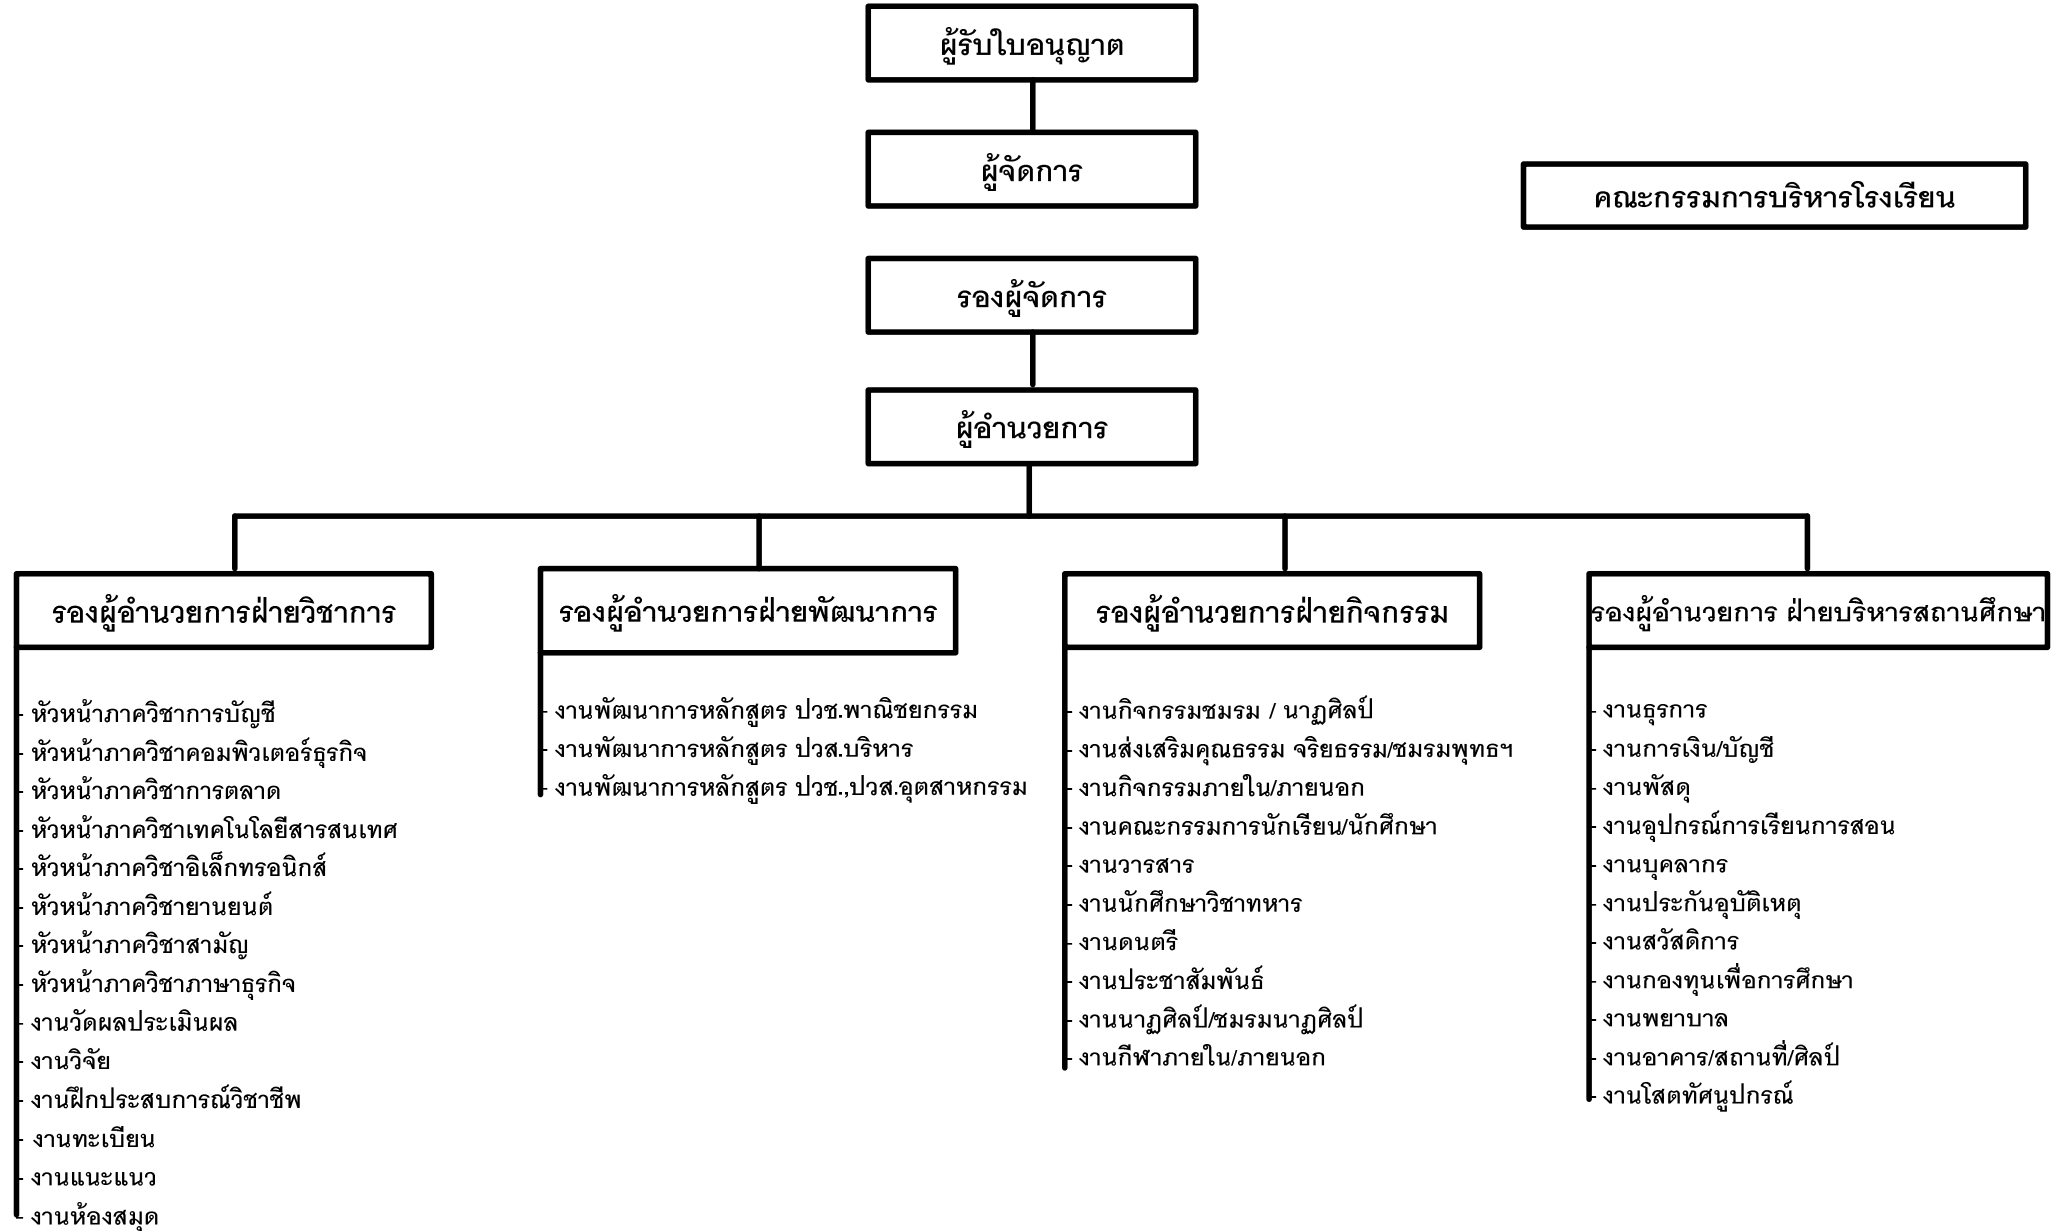 ผู้รับใบอนุญาต
ผู้จัดการ
คณะกรรมการบริหารโรงเรียน
รองผู้จัดการ
ผู้อำนวยการ
รองผู้อำนวยการฝ่ายวิชาการ
- หัวหน้าภาควิชาการบัญชี
- หัวหน้าภาควิชาคอมพิวเตอร์ธุรกิจ
- หัวหน้าภาควิชาการตลาด
- หัวหน้าภาควิชาเทคโนโลยีสารสนเทศ
- หัวหน้าภาควิชาอิเล็กทรอนิกส์
- หัวหน้าภาควิชายานยนต์
- หัวหน้าภาควิชาสามัญ
- หัวหน้าภาควิชาภาษาธุรกิจ
- งานวัดผลประเมินผล
- งานวิจัย
- งานฝึกประสบการณ์วิชาชีพ
- งานทะเบียน
- งานแนะแนว
- งานห้องสมุด
รองผู้อำนวยการฝ่ายพัฒนาการ
- งานพัฒนาการหลักสูตร ปวช.พาณิชยกรรม
- งานพัฒนาการหลักสูตร ปวส.บริหาร
- งานพัฒนาการหลักสูตร ปวช.,ปวส.อุตสาหกรรม
รองผู้อำนวยการฝ่ายกิจกรรม
- งานกิจกรรมชมรม / นาฏศิลป์
- งานส่งเสริมคุณธรรม จริยธรรม/ชมรมพุทธฯ
- งานกิจกรรมภายใน/ภายนอก
- งานคณะกรรมการนักเรียน/นักศึกษา
- งานวารสาร
- งานนักศึกษาวิชาทหาร
- งานดนตรี
- งานประชาสัมพันธ์
- งานนาฏศิลป์/ชมรมนาฏศิลป์
- งานกีฬาภายใน/ภายนอก
รองผู้อำนวยการ ฝ่ายบริหารสถานศึกษา
- งานธุรการ
- งานการเงิน/บัญชี
- งานพัสดุ
- งานอุปกรณ์การเรียนการสอน
- งานบุคลากร
- งานประกันอุบัติเหตุ
- งานสวัสดิการ
- งานกองทุนเพื่อการศึกษา
- งานพยาบาล
- งานอาคาร/สถานที่/ศิลป์
- งานโสตทัศนูปกรณ์